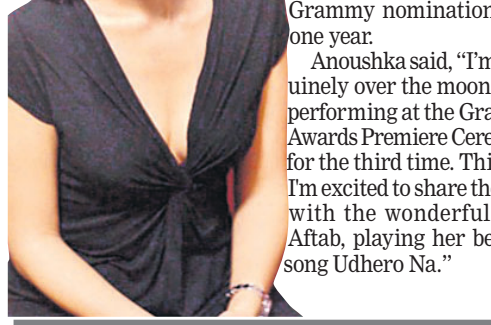 Grammy nomination
one year.
Anoushka said, “I’m
uinely over the moon
performing at the Gra
Awards Premiere Cere
for the third time. Thi
I'm excited to share th
with the wonderful
Aftab, playing her be
song Udhero Na.”